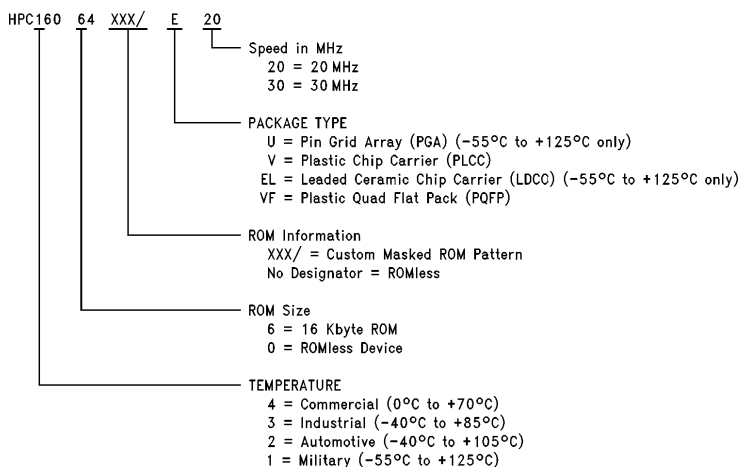 HPC160 64 XXX/ E 20
Speed in MHz
20 = 20 MHz
30 = 30 MHz
PACKAGE TYPE
U = Pin Grid Array (PGA) (-55°C to +125°C only)
V = Plastic Chip Carrier (PLCC)
EL = Leaded Ceramic Chip Carrier (LDCC) (-55°C to +125°C only)
VF = Plastic Quad Flat Pack (PQFP)
ROM Information
XXX/ = Custom Masked ROM Pattern
No Designator = ROMless
ROM Size
6 = 16 Kbyte ROM
0 = ROMless Device
TEMPERATURE
4 = Commercial (0°C to +70°C)
3 = Industrial (-40°C to +85°C)
2 = Automotive (-40°C to +105°C)
1 = Military (-55°C to +125°C)